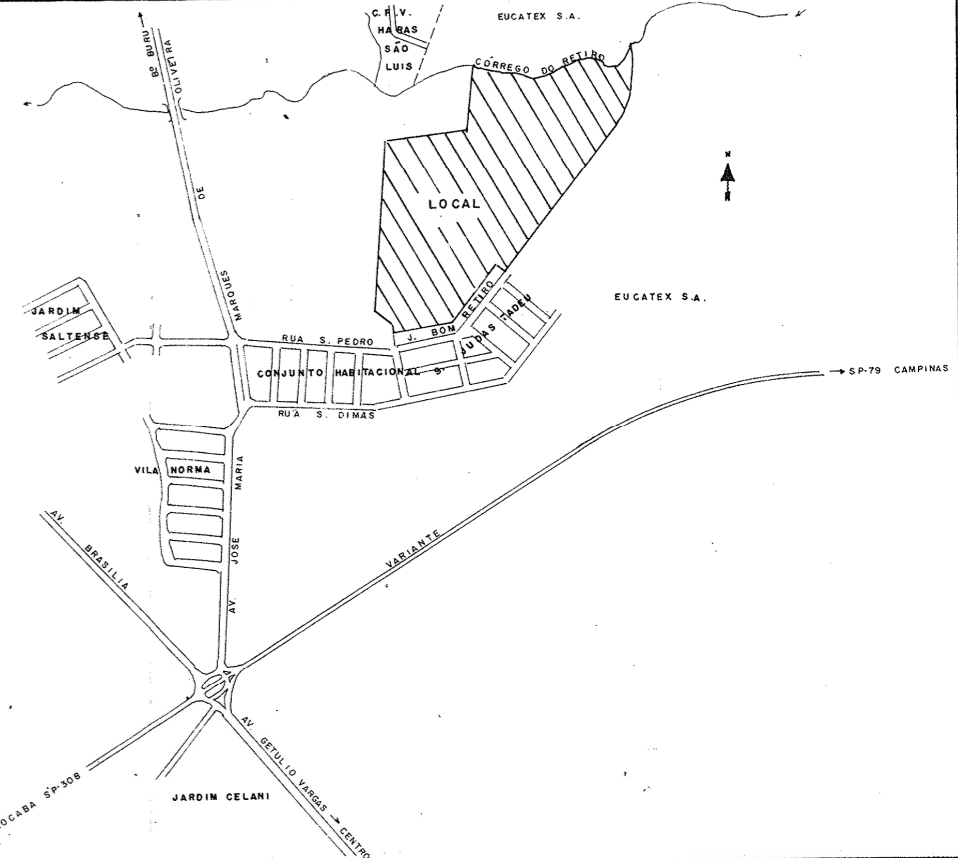 C.F.V.
HARAS
SÃO
LUIS
EUCATEX S.A.
Bº BURU
CÓRREGO DO RETIRO
N
LOCAL
EUCATEX S.A.
JARDIM
SALTENSE
RUA S. PEDRO
J. BOM RETIRO
CONJUNTO HABITACIONAL S. JUDAS TADEU
RUA S. DIMAS
SP-79 CAMPINAS
VILA NORMA
AV. JOSE MARIA MARQUES DE OLIVEIRA
AV. BRASILIA
VARIANTE
AV. GETULIO VARGAS → CENTRO
OCABA SP-308
JARDIM CELANI